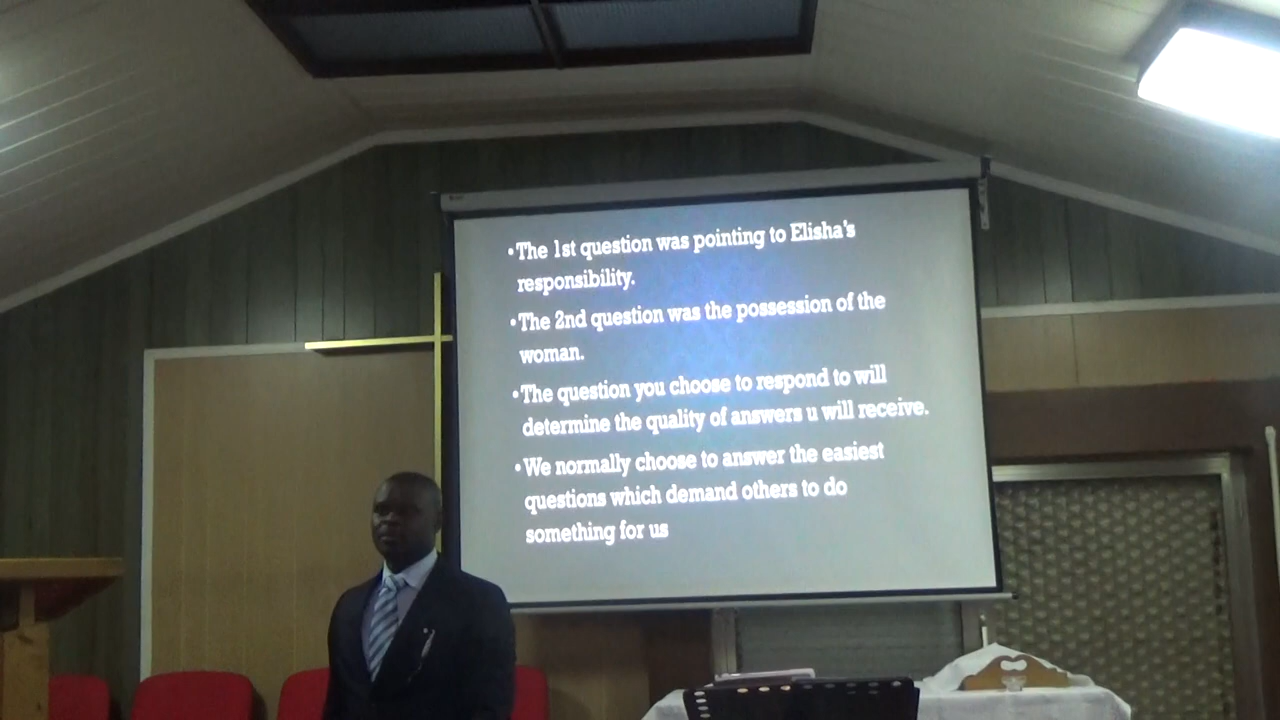 •The 1st question was pointing to Elisha's
responsibility.
•The 2nd question was the possession of the
woman.
•The question you choose to respond to will
determine the quality of answers u will receive.
•We normally choose to answer the easiest
questions which demand others to do
something for us